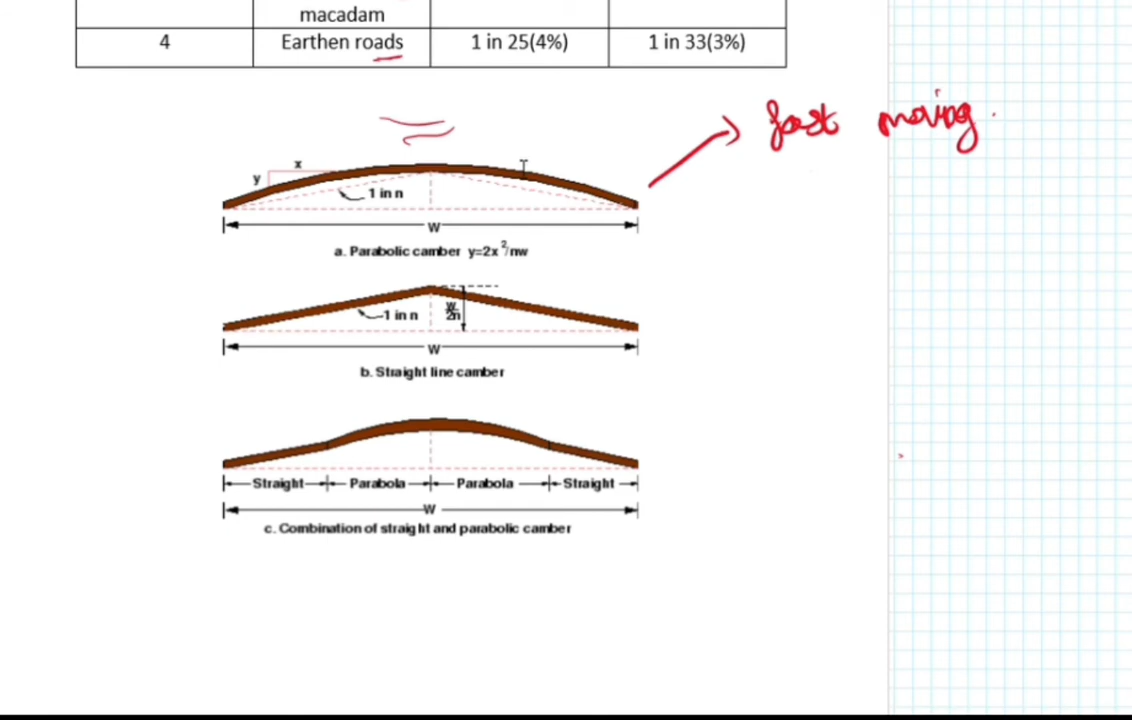 macadam
4 Earthen roads 1 in 25(4%) 1 in 33(3%)
fast moving.
x
y
1 in n
W
a. Parabolic camber y=2x²/nw
1 in n
W
2n
W
b. Straight line camber
Straight Parabola Parabola Straight
W
c. Combination of straight and parabolic camber